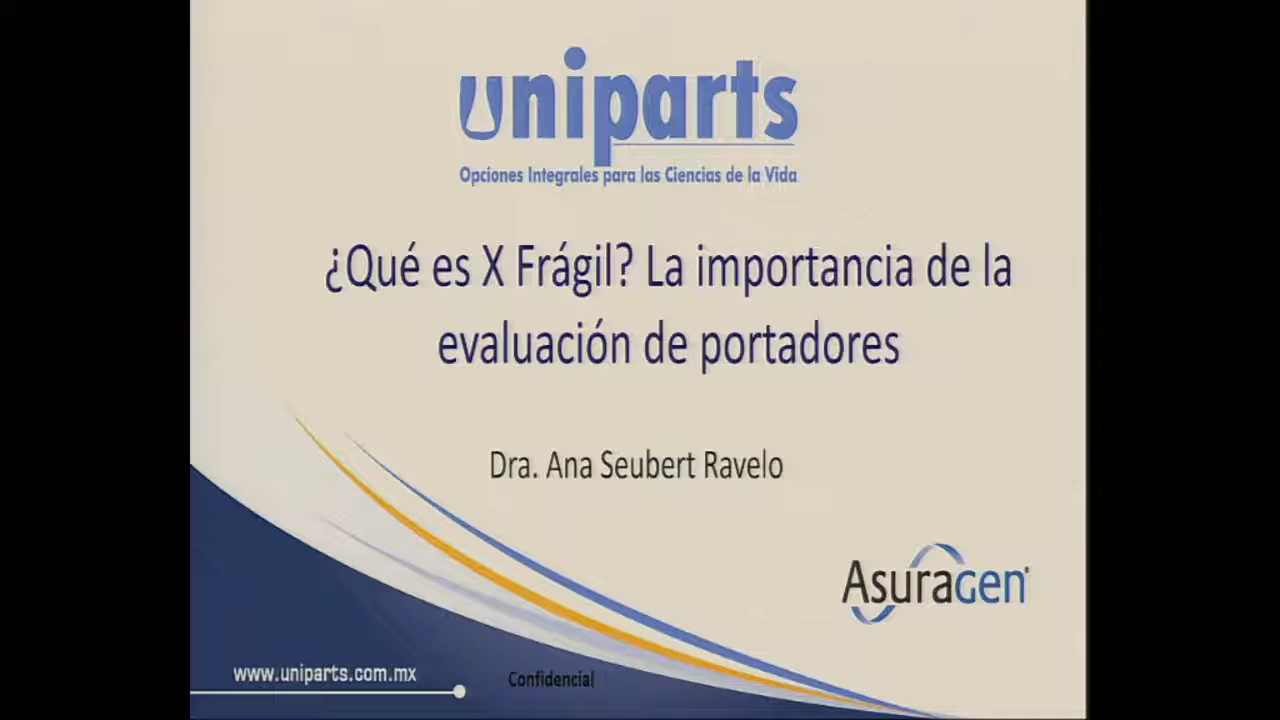 uniparts
Opciones Integrales para las Ciencias de la Vida
¿Qué es X Frágil? La importancia de la
evaluación de portadores
Dra. Ana Seubert Ravelo
Asuragen
www.uniparts.com.mx
Confidencial